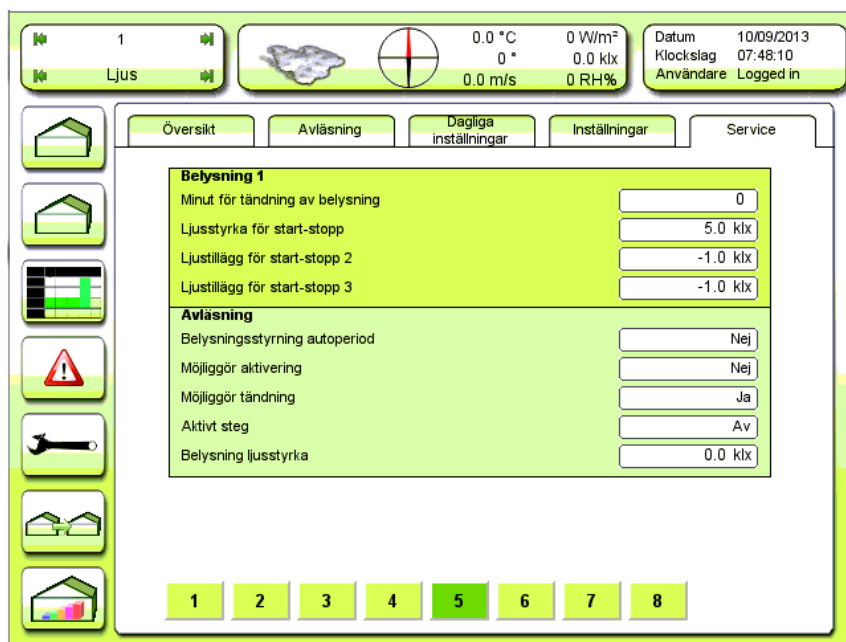 1
Ljus
0.0 °C
0 °
0.0 m/s
0 W/m²
0.0 klx
0 RH%
Datum 10/09/2013
Klockslag 07:48:10
Användare Logged in
Översikt
Avläsning
Dagliga
inställningar
Inställningar
Service
Belysning 1
Minut för tändning av belysning 0
Ljusstyrka för start-stopp 5.0 klx
Ljustillägg för start-stopp 2 -1.0 klx
Ljustillägg för start-stopp 3 -1.0 klx
Avläsning
Belysningsstyrning autoperiod Nej
Möjliggör aktivering Nej
Möjliggör tändning Ja
Aktivt steg Av
Belysning ljusstyrka 0.0 klx
1 2 3 4 5 6 7 8